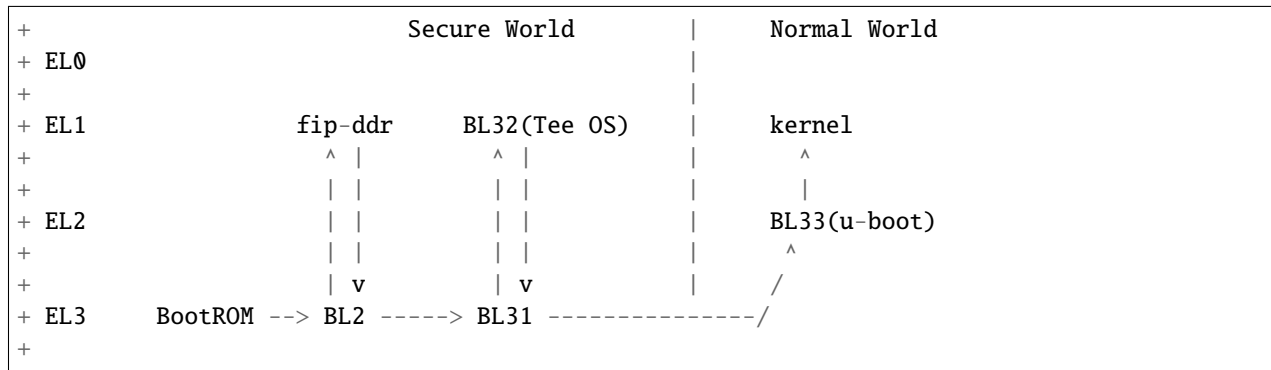 +                           Secure World        |     Normal World
+ EL0                                           |
+                                               |
+ EL1               fip-ddr     BL32(Tee OS)    |     kernel
+                     ^ |         ^ |           |       ^
+                     | |         | |           |       |
+ EL2                 | |         | |           |     BL33(u-boot)
+                     | |         | |           |      ^
+                     | v         | v           |     /
+ EL3     BootROM --> BL2 -----> BL31 ---------------/
+